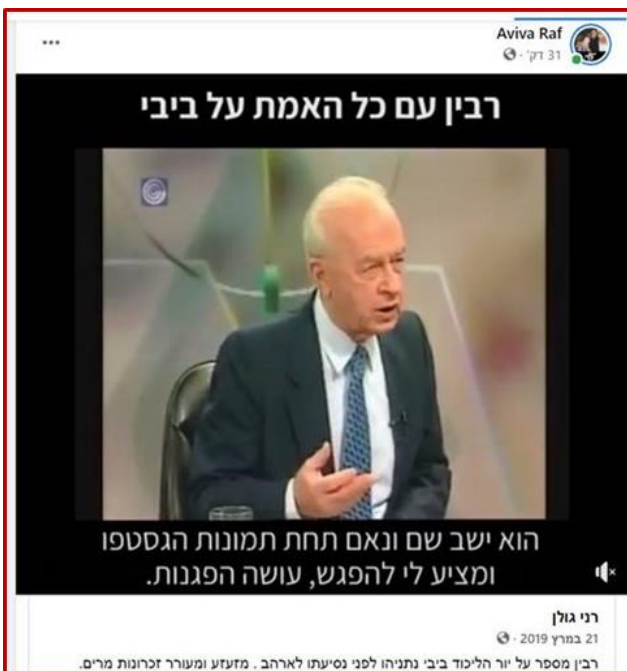 Aviva Raf
31 דק' ·
רבין עם כל האמת על ביבי
הוא ישב שם ונאם תחת תמונות הגסטפו
ומציע לי להפגש, עושה הפגנות.
רני גולן
21 במרץ 2019 ·
רבין מספר על יור הליכוד ביבי נתניהו לפני נסיעתו לארהב . מזעזע ומעורר זכרונות מרים.